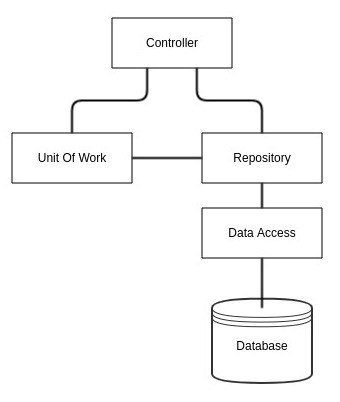 Controller
Unit Of Work
Repository
Data Access
Database